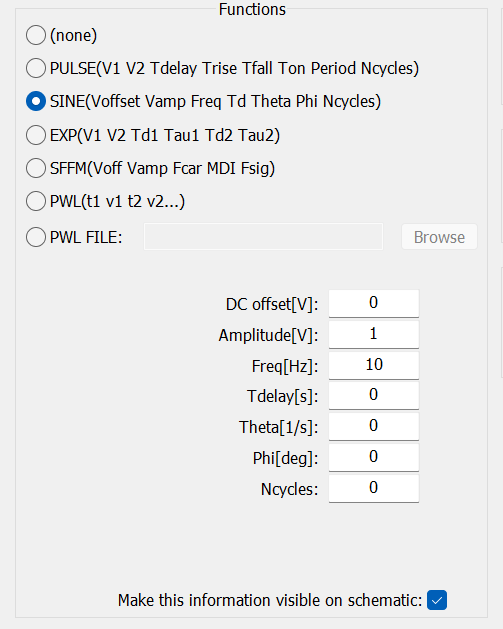 Functions
(none)
PULSE(V1 V2 Tdelay Trise Tfall Ton Period Ncycles)
SINE(Voffset Vamp Freq Td Theta Phi Ncycles)
EXP(V1 V2 Td1 Tau1 Td2 Tau2)
SFFM(Voff Vamp Fcar MDI Fsig)
PWL(t1 v1 t2 v2...)
PWL FILE: Browse
DC offset[V]: 0
Amplitude[V]: 1
Freq[Hz]: 10
Tdelay[s]: 0
Theta[1/s]: 0
Phi[deg]: 0
Ncycles: 0
Make this information visible on schematic: